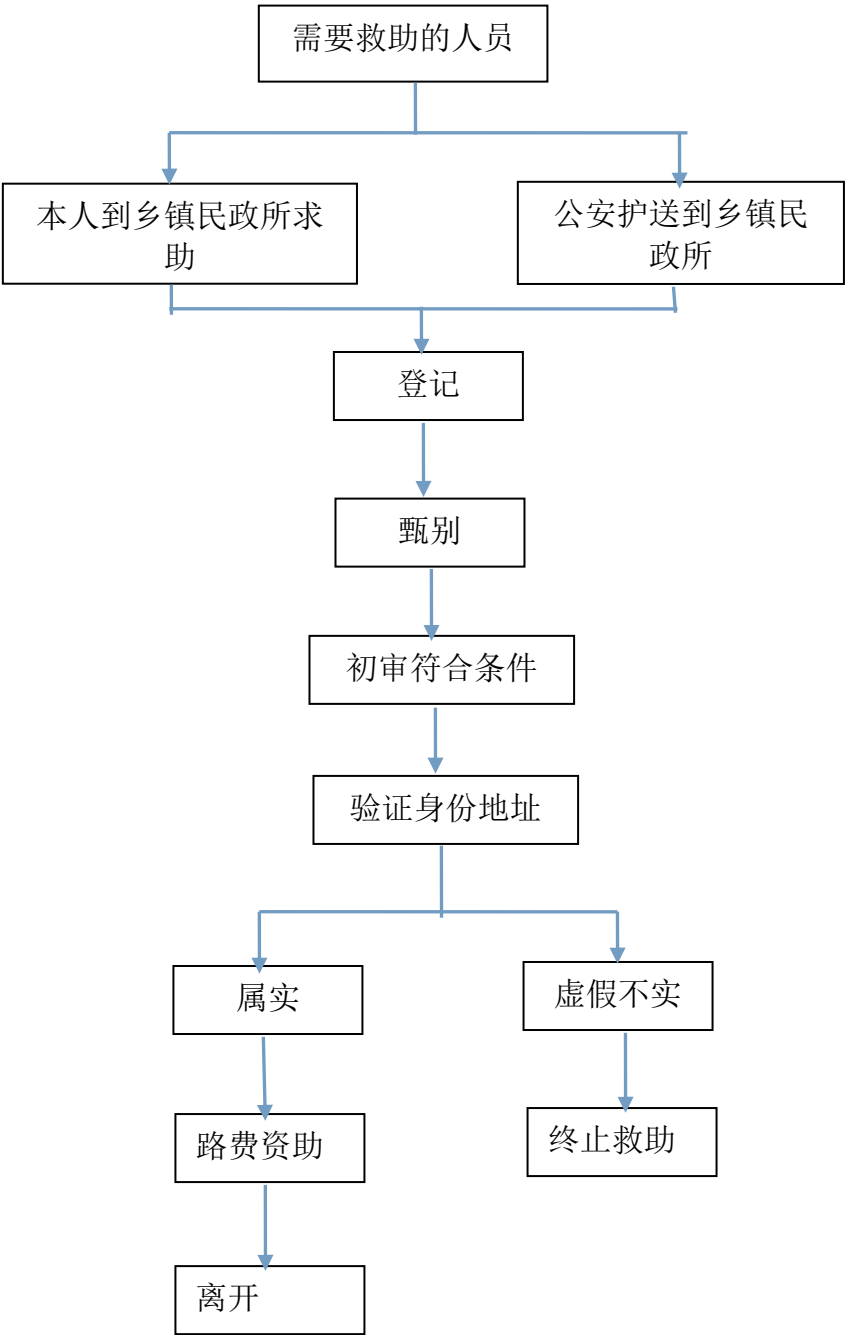 需要救助的人员
本人到乡镇民政所求
助
公安护送到乡镇民
政所
登记
甄别
初审符合条件
验证身份地址
属实
虚假不实
路费资助
终止救助
离开